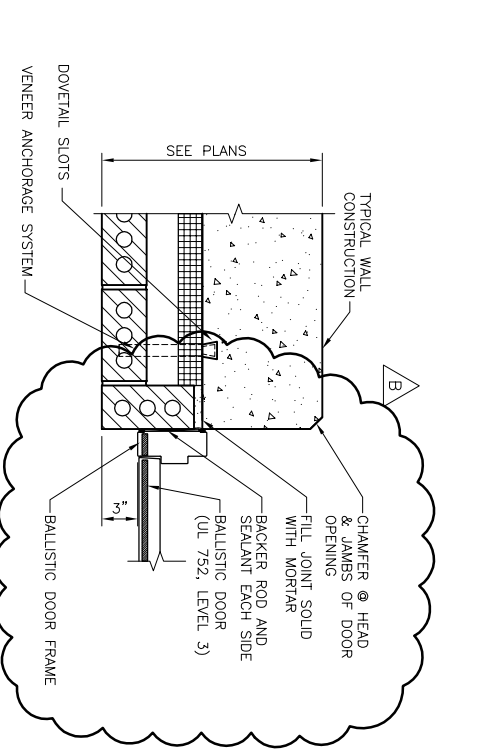 DOVETAIL SLOTS
VENEER ANCHORAGE SYSTEM
SEE PLANS
TYPICAL WALL
CONSTRUCTION
B
CHAMFER @ HEAD
& JAMBS OF DOOR
OPENING
FILL JOINT SOLID
WITH MORTAR
BACKER ROD AND
SEALANT EACH SIDE
BALLISTIC DOOR
(UL 752, LEVEL 3)
3"
BALLISTIC DOOR FRAME